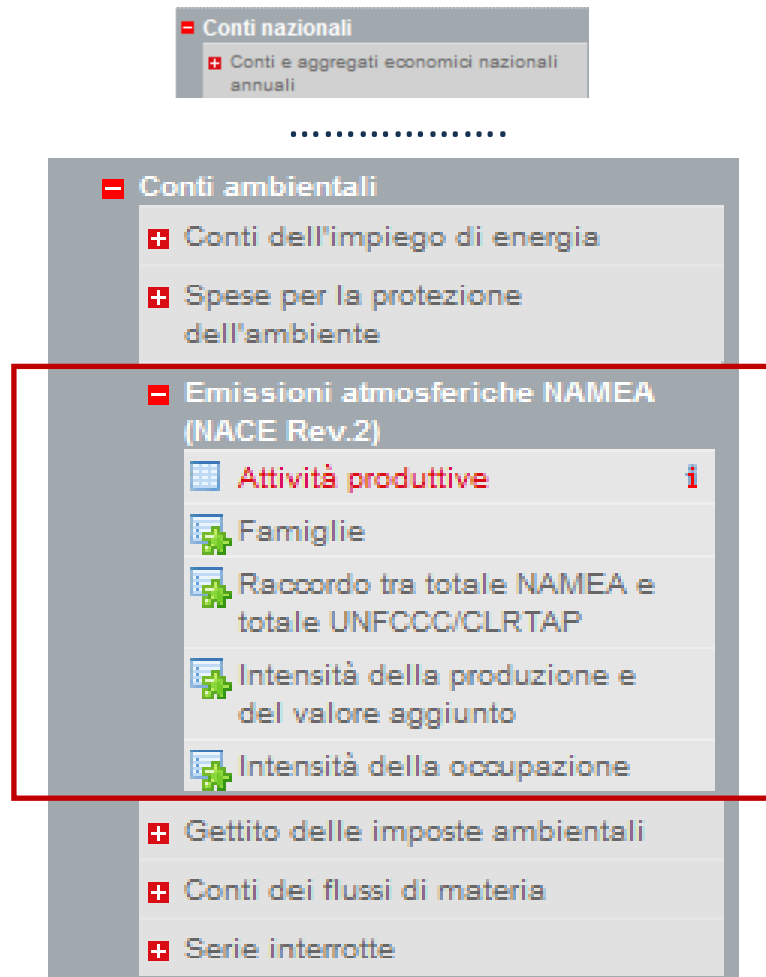 Conti nazionali
Conti e aggregati economici nazionali
annuali
...................
Conti ambientali
Conti dell'impiego di energia
Spese per la protezione
dell'ambiente
Emissioni atmosferiche NAMEA
(NACE Rev.2)
Attività produttive
Famiglie
Raccordo tra totale NAMEA e
totale UNFCCC/CLRTAP
Intensità della produzione e
del valore aggiunto
Intensità della occupazione
Gettito delle imposte ambientali
Conti dei flussi di materia
Serie interrotte